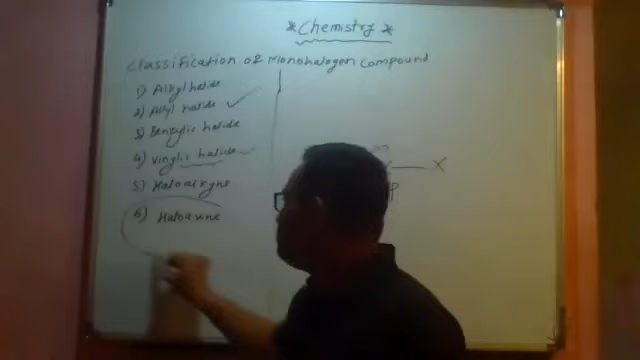 *Chemistry*
Classification of Monohalogen Compound
1) Alkyl halide
2) Allyl halide
3) Benzylic halide
4) Vinylic halide
5) Haloalkyne
6) Haloarene
X